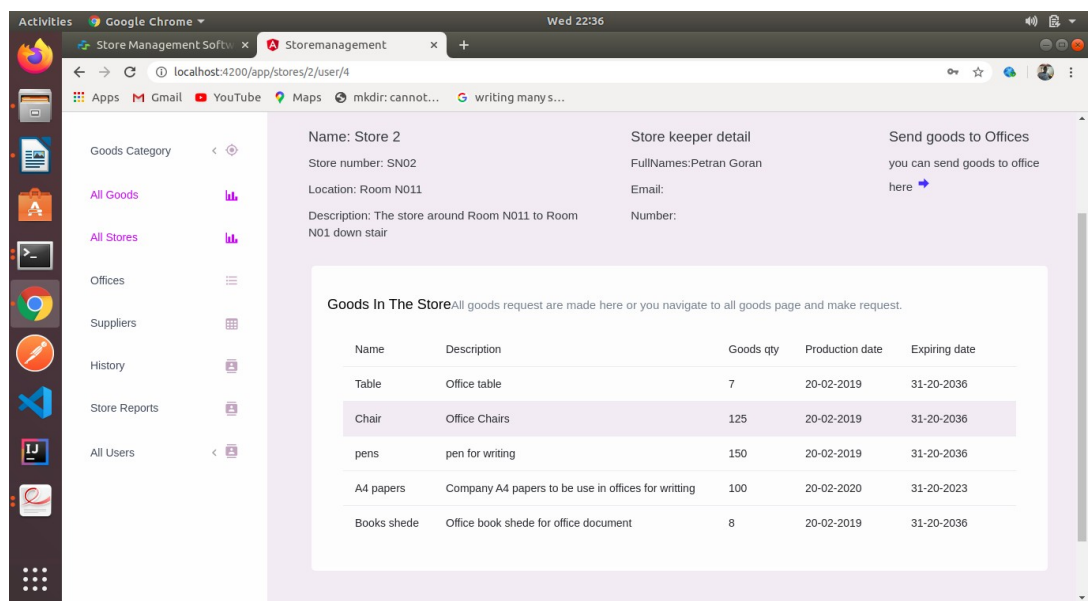 Activities Google Chrome Wed 22:36
Store Management Softw Storemanagement
localhost:4200/app/stores/2/user/4
Apps Gmail YouTube Maps mkdir: cannot... writing many s...
Goods Category
All Goods
All Stores
Offices
Suppliers
History
Store Reports
All Users
Name: Store 2
Store number: SN02
Location: Room N011
Description: The store around Room N011 to Room
N01 down stair
Store keeper detail
FullNames:Petran Goran
Email:
Number:
Send goods to Offices
you can send goods to office
here
Goods In The StoreAll goods request are made here or you navigate to all goods page and make request.
Name Description Goods qty Production date Expiring date
Table Office table 7 20-02-2019 31-20-2036
Chair Office Chairs 125 20-02-2019 31-20-2036
pens pen for writing 150 20-02-2019 31-20-2036
A4 papers Company A4 papers to be use in offices for writting 100 20-02-2020 31-20-2023
Books shede Office book shede for office document 8 20-02-2019 31-20-2036